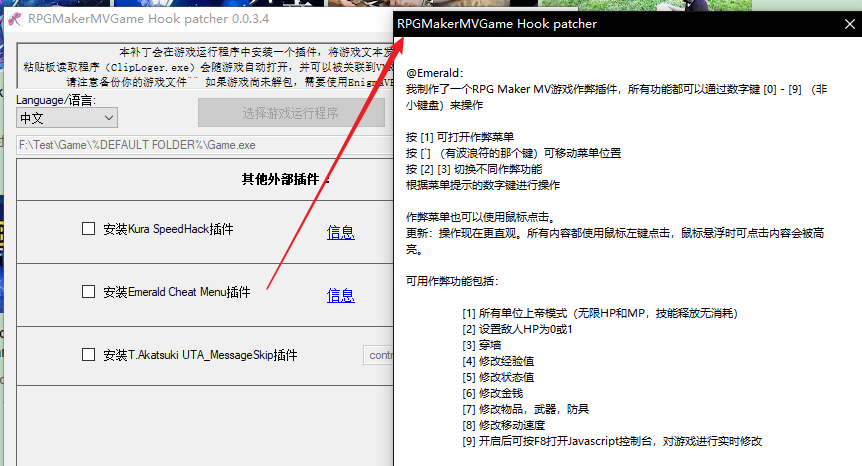 RPGMakerMVGame Hook patcher 0.0.3.4
本补丁会在游戏运行程序中安装一个插件，将游戏文本发
粘贴板读取程序（ClipLoger.exe）会随游戏自动打开，并可以被关联到VN
请注意备份你的游戏文件^^ 如果游戏尚未解包，需要使用EnigmaVE
Language/语言:
中文
选择游戏运行程序
F:\Test\Game\%DEFAULT FOLDER%\Game.exe
其他外部插件：
安装Kura SpeedHack插件
信息
安装Emerald Cheat Menu插件
信息
安装T.Akatsuki UTA_MessageSkip插件
contr
RPGMakerMVGame Hook patcher
@Emerald：
我制作了一个RPG Maker MV游戏作弊插件，所有功能都可以通过数字键 [0] - [9] （非
小键盘）来操作
按 [1] 可打开作弊菜单
按 [`] （有波浪符的那个键）可移动菜单位置
按 [2] [3] 切换不同作弊功能
根据菜单提示的数字键进行操作
作弊菜单也可以使用鼠标点击。
更新：操作现在更直观。所有内容都使用鼠标左键点击，鼠标悬浮时可点击内容会被高
亮。
可用作弊功能包括：
[1] 所有单位上帝模式（无限HP和MP，技能释放无消耗）
[2] 设置敌人HP为0或1
[3] 穿墙
[4] 修改经验值
[5] 修改状态值
[6] 修改金钱
[7] 修改物品，武器，防具
[8] 修改移动速度
[9] 开启后可按F8打开Javascript控制台，对游戏进行实时修改